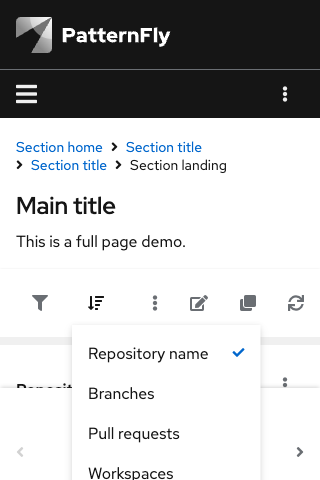 PatternFly
Section home Section title
Section title Section landing
Main title
This is a full page demo.
Repository name
Branches
Pull requests
Workspaces